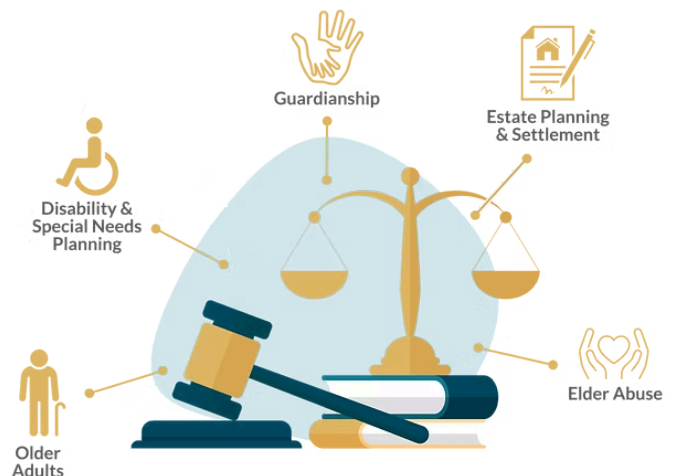 Guardianship
Estate Planning
& Settlement
Disability &
Special Needs
Planning
Elder Abuse
Older
Adults